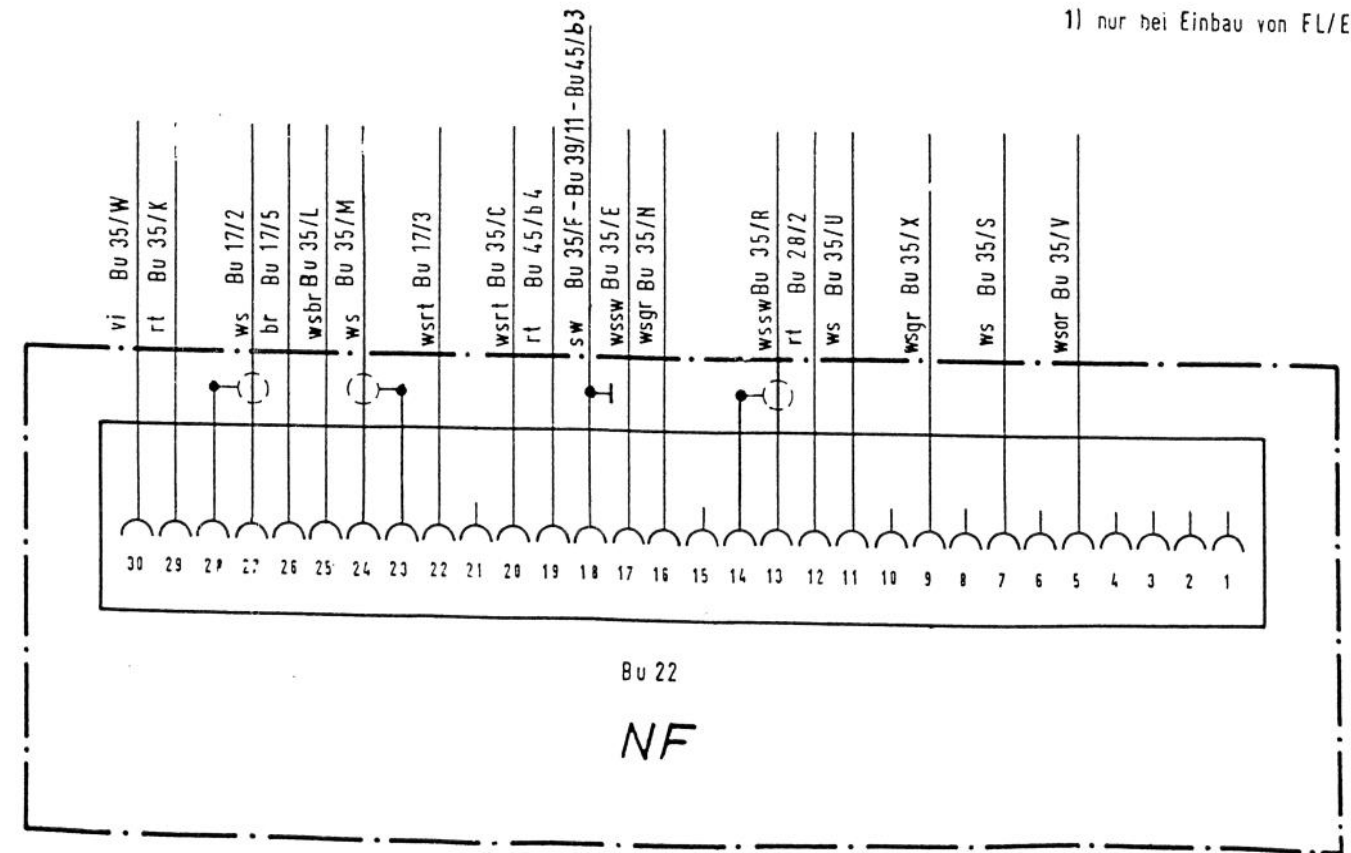 1) nur bei Einbau von FL/E
vi Bu 35/W
rt Bu 35/K
ws Bu 17/2
br Bu 17/5
wsbr Bu 35/L
ws Bu 35/M
wsrt Bu 17/3
wsrt Bu 35/C
rt Bu 45/b4
sw Bu 35/F - Bu 39/11 - Bu 45/b3
wssw Bu 35/E
wsgr Bu 35/N
wssw Bu 35/R
rt Bu 28/2
ws Bu 35/U
wsgr Bu 35/X
ws Bu 35/S
wsor Bu 35/V
30 29 28 27 26 25 24 23 22 21 20 19 18 17 16 15 14 13 12 11 10 9 8 7 6 5 4 3 2 1
Bu 22
NF